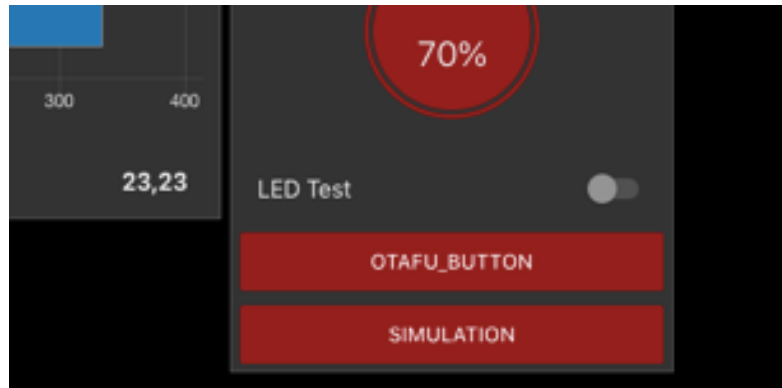 300 400
23,23
70%
LED Test
OTAFU_BUTTON
SIMULATION